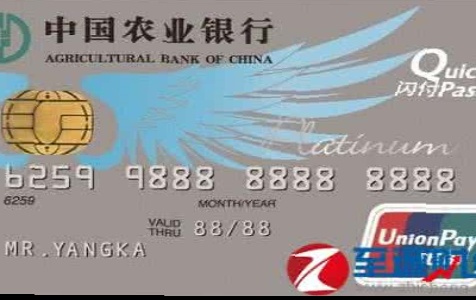 中国农业银行
AGRICULTURAL BANK OF CHINA
Quic
闪付Pass
Platinum
6259 9888 8888 8888
6259
MONTH/YEAR
VALID THRU 88/88
MR.YANGKA
UnionPay
银联